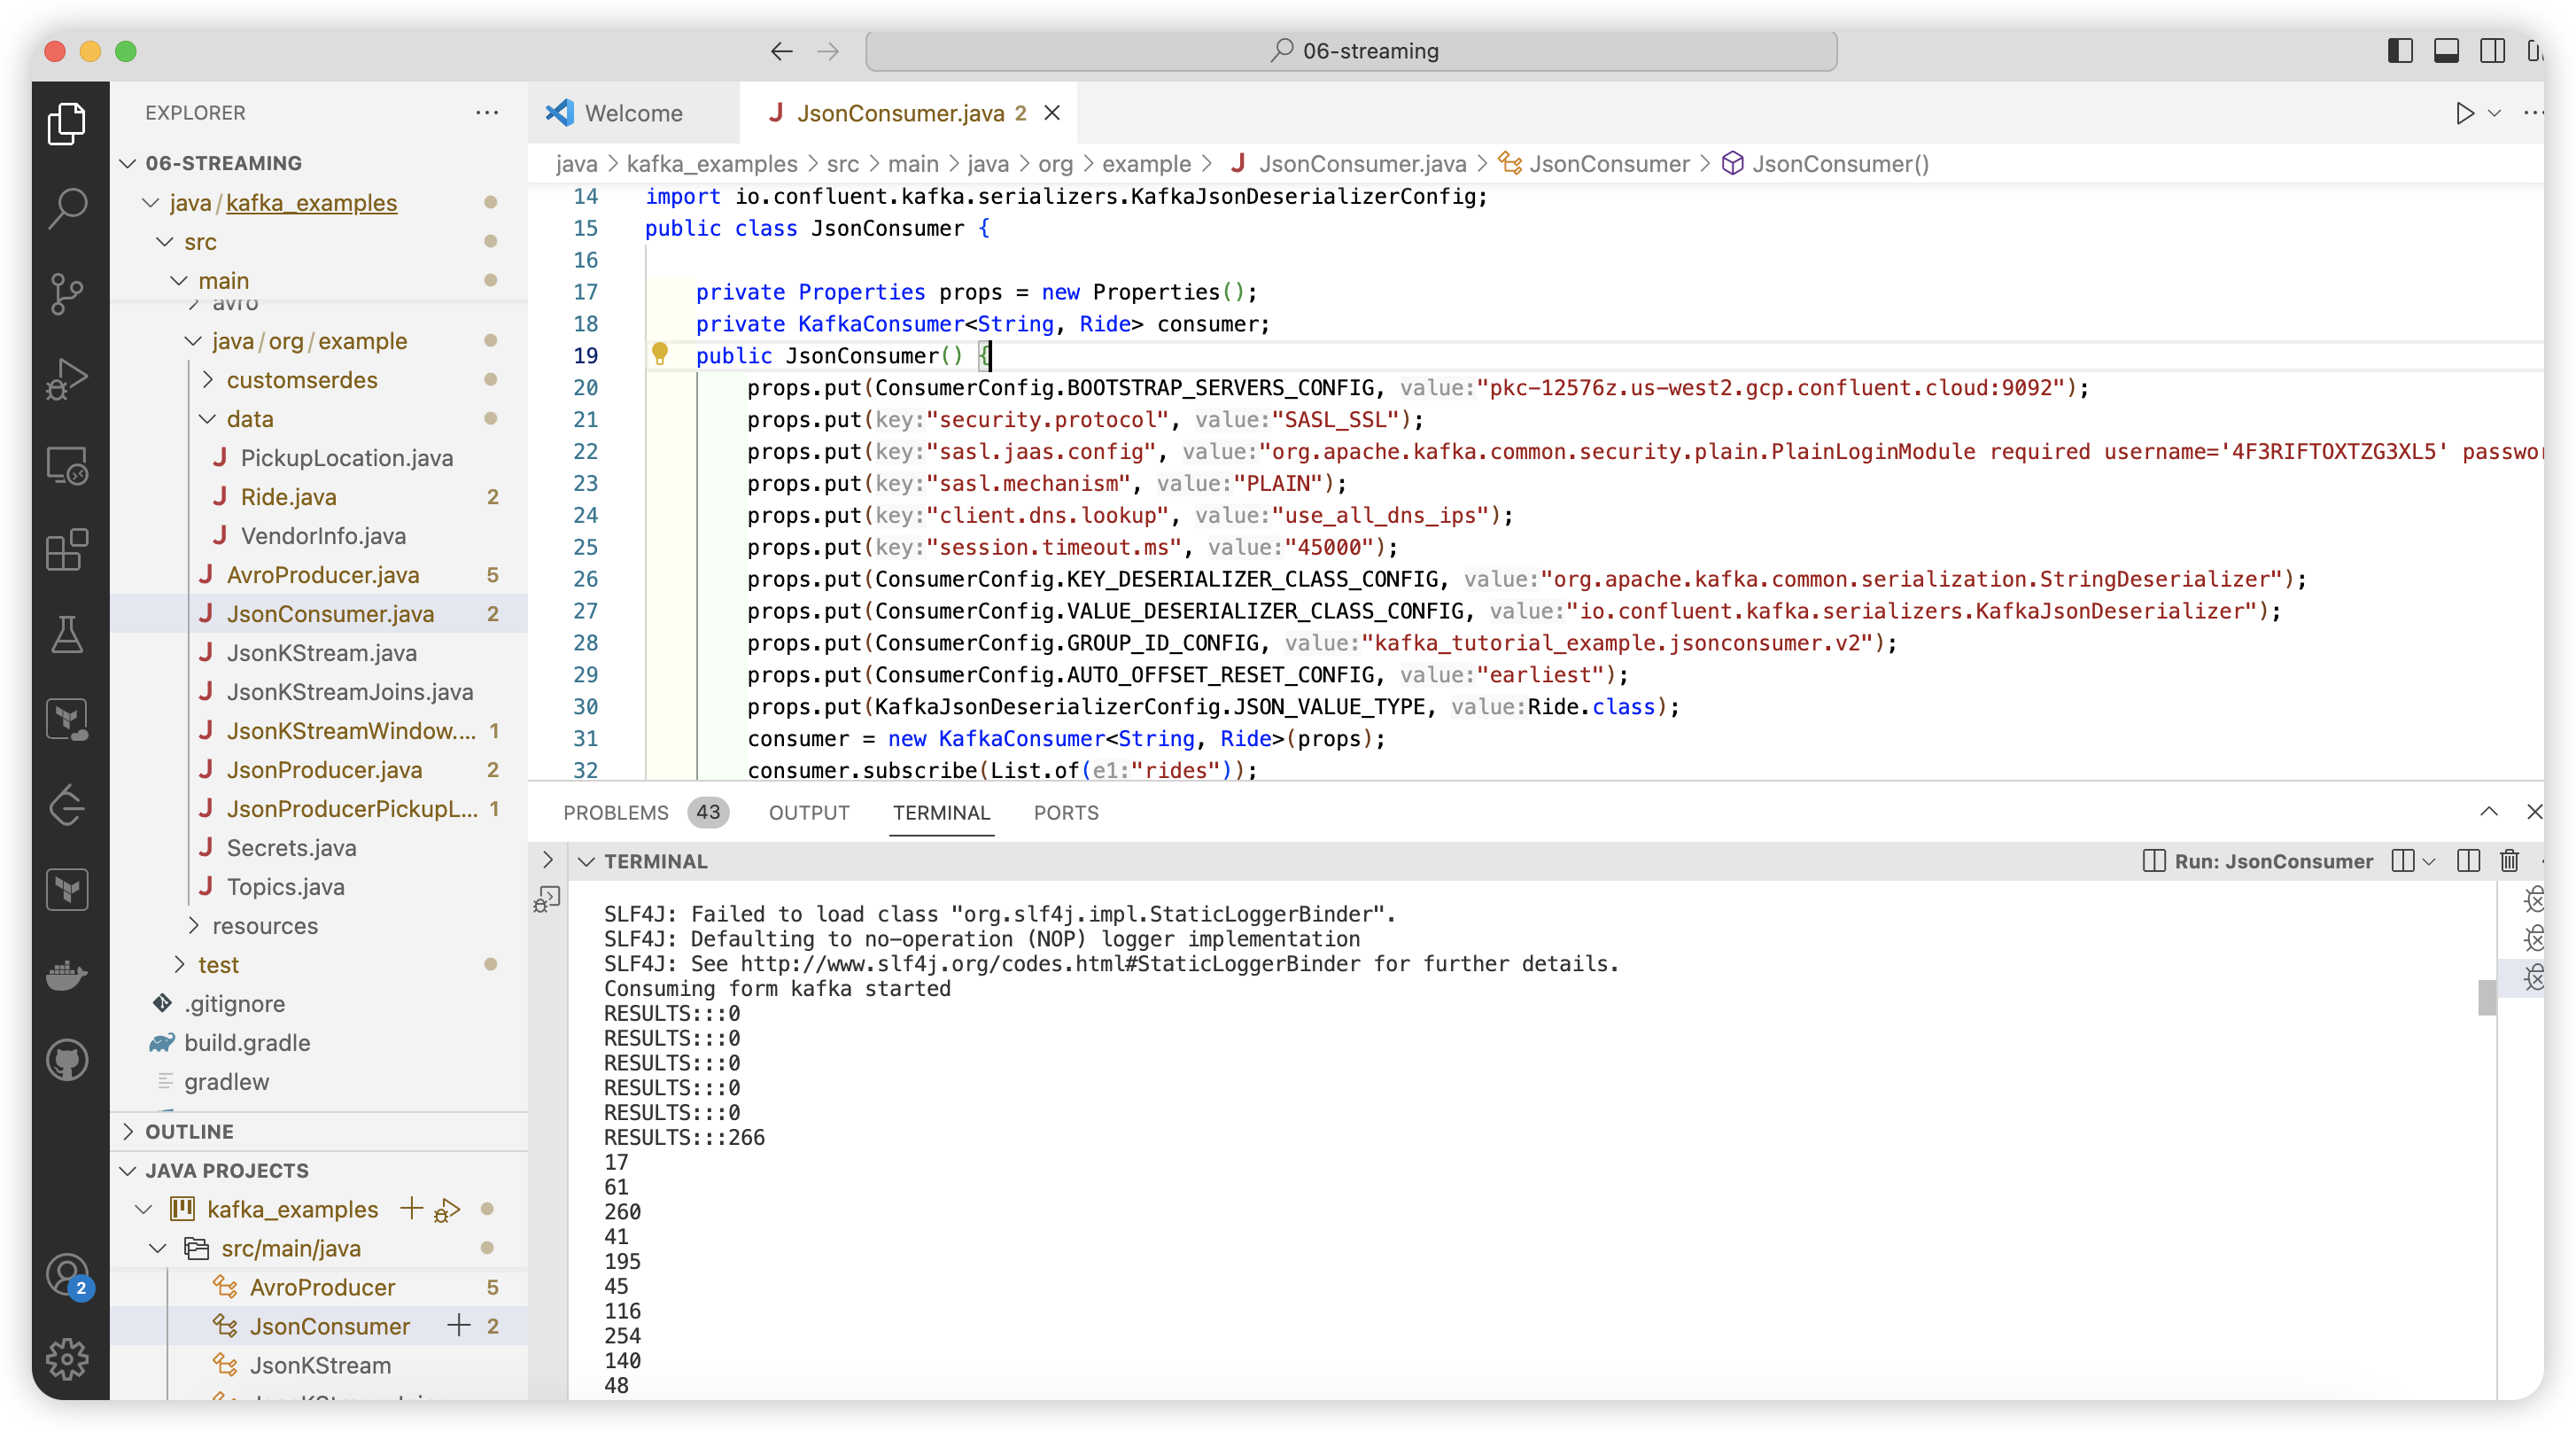 06-streaming
EXPLORER
06-STREAMING
java / kafka_examples
src
main
avro
java / org / example
customserdes
data
PickupLocation.java
Ride.java 2
VendorInfo.java
AvroProducer.java 5
JsonConsumer.java 2
JsonKStream.java
JsonKStreamJoins.java
JsonKStreamWindow.... 1
JsonProducer.java 2
JsonProducerPickupL... 1
Secrets.java
Topics.java
resources
test
.gitignore
build.gradle
gradlew
OUTLINE
JAVA PROJECTS
kafka_examples
src/main/java
AvroProducer 5
JsonConsumer 2
JsonKStream
2
Welcome
JsonConsumer.java 2
java > kafka_examples > src > main > java > org > example > JsonConsumer.java > JsonConsumer > JsonConsumer()
14 import io.confluent.kafka.serializers.KafkaJsonDeserializerConfig;
15 public class JsonConsumer {
16
17 private Properties props = new Properties();
18 private KafkaConsumer<String, Ride> consumer;
19 public JsonConsumer() {
20 props.put(ConsumerConfig.BOOTSTRAP_SERVERS_CONFIG, value:"pkc-12576z.us-west2.gcp.confluent.cloud:9092");
21 props.put(key:"security.protocol", value:"SASL_SSL");
22 props.put(key:"sasl.jaas.config", value:"org.apache.kafka.common.security.plain.PlainLoginModule required username='4F3RIFTOXTZG3XL5' passwor
23 props.put(key:"sasl.mechanism", value:"PLAIN");
24 props.put(key:"client.dns.lookup", value:"use_all_dns_ips");
25 props.put(key:"session.timeout.ms", value:"45000");
26 props.put(ConsumerConfig.KEY_DESERIALIZER_CLASS_CONFIG, value:"org.apache.kafka.common.serialization.StringDeserializer");
27 props.put(ConsumerConfig.VALUE_DESERIALIZER_CLASS_CONFIG, value:"io.confluent.kafka.serializers.KafkaJsonDeserializer");
28 props.put(ConsumerConfig.GROUP_ID_CONFIG, value:"kafka_tutorial_example.jsonconsumer.v2");
29 props.put(ConsumerConfig.AUTO_OFFSET_RESET_CONFIG, value:"earliest");
30 props.put(KafkaJsonDeserializerConfig.JSON_VALUE_TYPE, value:Ride.class);
31 consumer = new KafkaConsumer<String, Ride>(props);
32 consumer.subscribe(List.of(e1:"rides"));
PROBLEMS 43 OUTPUT TERMINAL PORTS
TERMINAL
Run: JsonConsumer
SLF4J: Failed to load class "org.slf4j.impl.StaticLoggerBinder".
SLF4J: Defaulting to no-operation (NOP) logger implementation
SLF4J: See http://www.slf4j.org/codes.html#StaticLoggerBinder for further details.
Consuming form kafka started
RESULTS:::0
RESULTS:::0
RESULTS:::0
RESULTS:::0
RESULTS:::0
RESULTS:::266
17
61
260
41
195
45
116
254
140
48